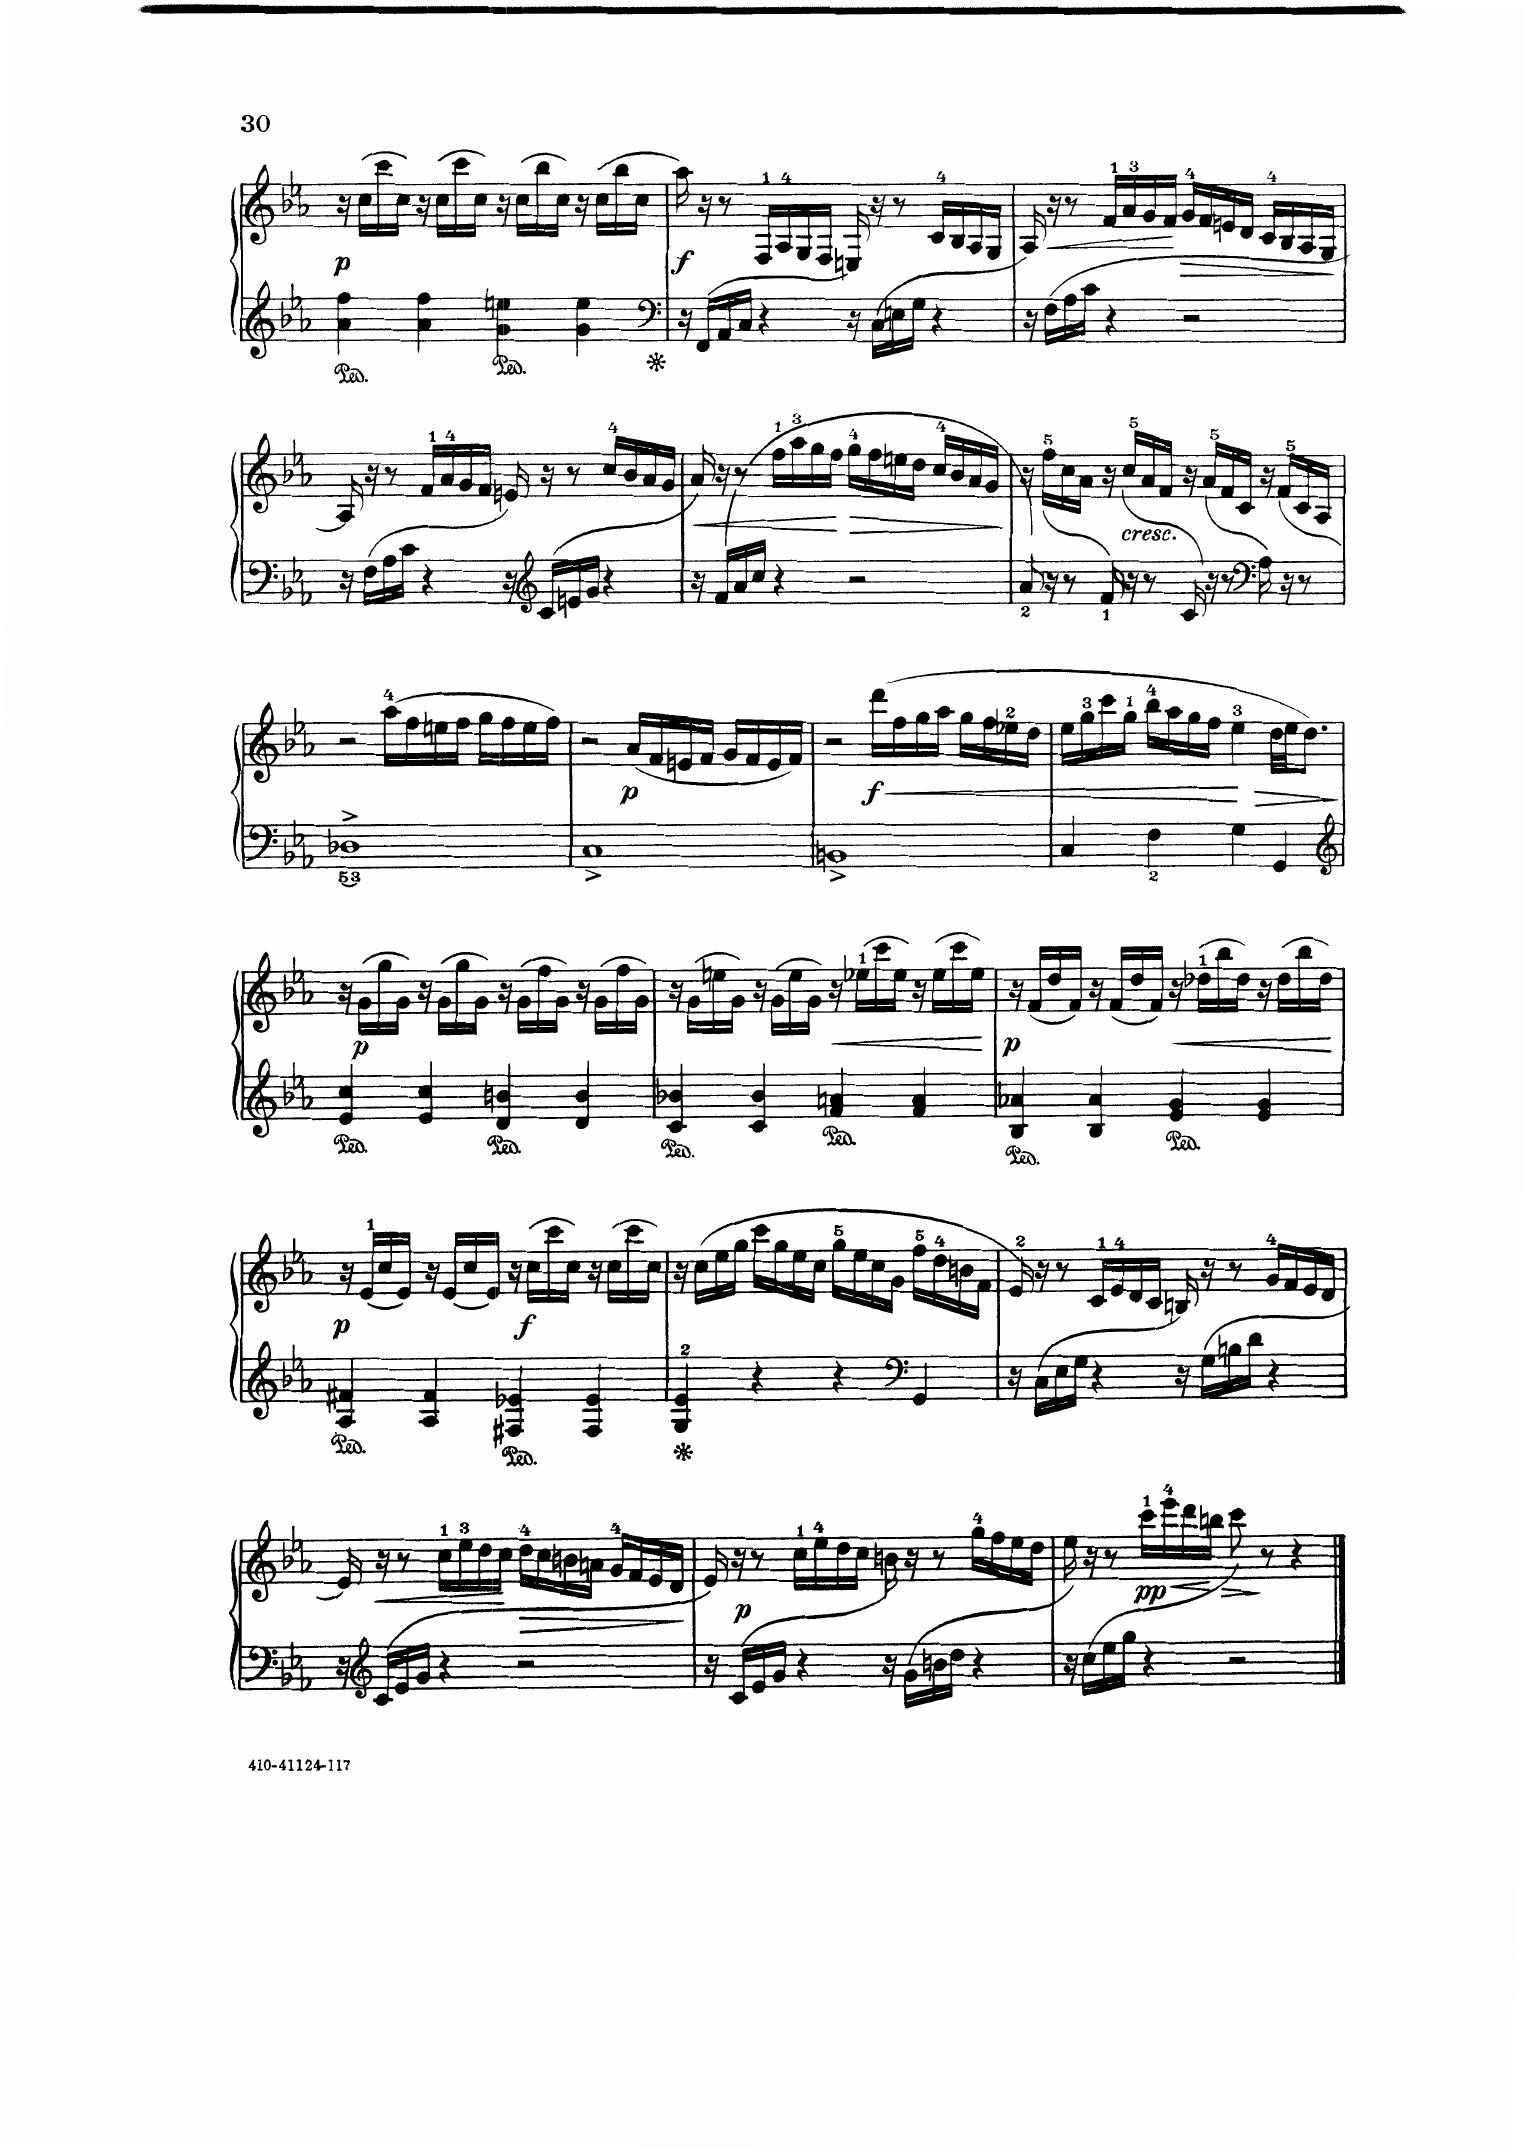 30
p
f
1 4 4 1 3 4 4
Ped. Ped.
1 4 4 1 3 4 4 5 5 5 5
cresc.
2 1
4 2 3 1 4 3
p f
53 2
1 1
p p
Ped. Ped. Ped. Ped. Ped. Ped.
1 5 5 4 2 1 4 4
p f
2
Ped. Ped.
1 3 4 4 1 4 4 1 4
p pp
410-41124-117